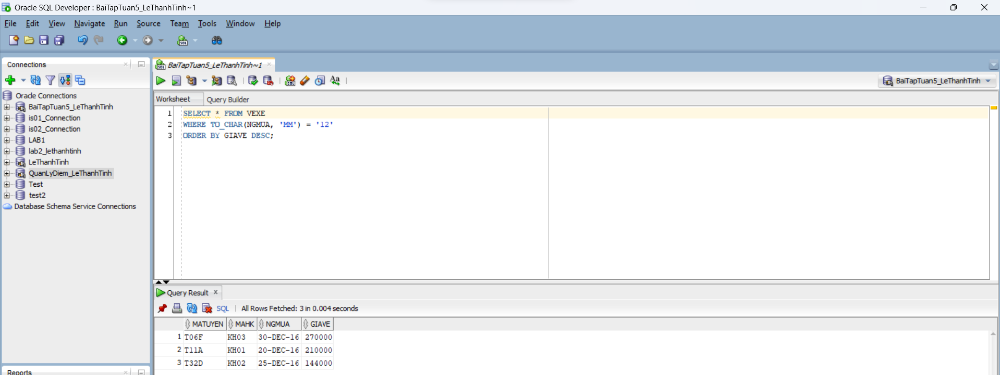 Oracle SQL Developer : BaiTapTuan5_LeThanhTinh~1
File Edit View Navigate Run Source Team Tools Window Help
Connections
Oracle Connections
BaiTapTuan5_LeThanhTinh
is01_Connection
is02_Connection
LAB1
lab2_lethanhtinh
LeThanhTinh
QuanLyDiem_LeThanhTinh
Test
test2
Database Schema Service Connections
Reports
BaiTapTuan5_LeThanhTinh~1
BaiTapTuan5_LeThanhTinh
Worksheet Query Builder
1 SELECT * FROM VEXE
2 WHERE TO_CHAR(NGMUA, 'MM') = '12'
3 ORDER BY GIAVE DESC;
Query Result
SQL All Rows Fetched: 3 in 0.004 seconds
MATUYEN MAHK NGMUA GIAVE
1 T06F KH03 30-DEC-16 270000
2 T11A KH01 20-DEC-16 210000
3 T32D KH02 25-DEC-16 144000